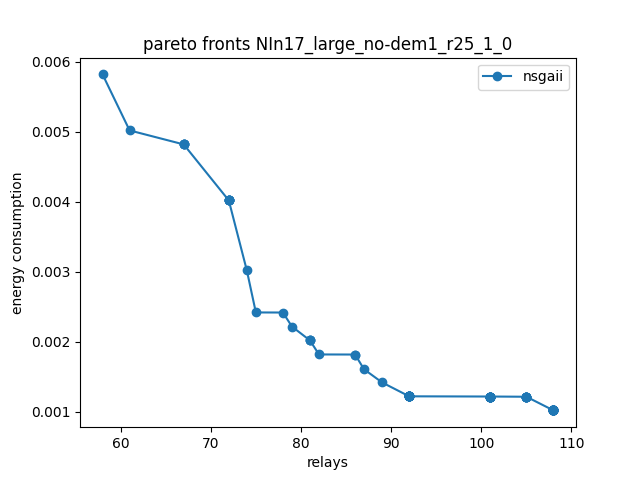 pareto fronts NIn17_large_no-dem1_r25_1_0
nsgaii
energy consumption
0.006
0.005
0.004
0.003
0.002
0.001
60 70 80 90 100 110
relays